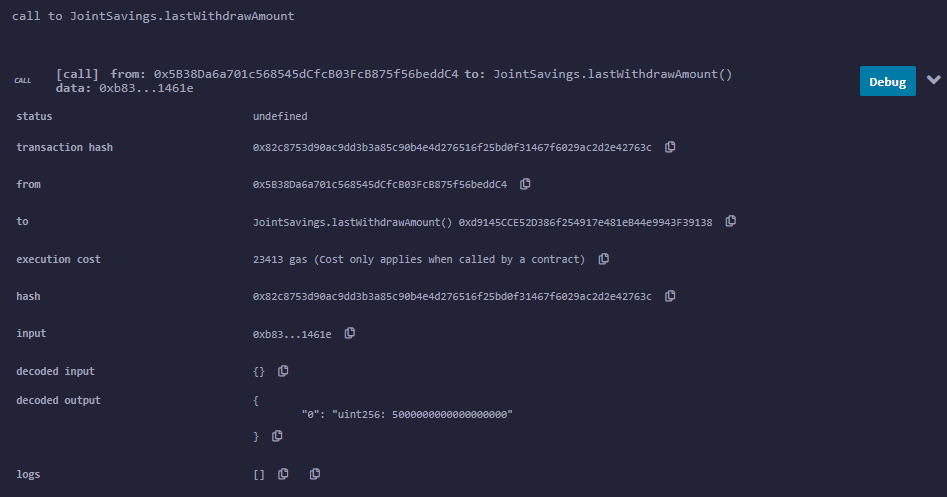 call to JointSavings.lastWithdrawAmount
CALL [call] from: 0x5B38Da6a701c568545dCfcB03FcB875f56beddC4 to: JointSavings.lastWithdrawAmount()
data: 0xb83...1461e
Debug
status undefined
transaction hash 0x82c8753d90ac9dd3b3a85c90b4e4d276516f25bd0f31467f6029ac2d2e42763c
from 0x5B38Da6a701c568545dCfcB03FcB875f56beddC4
to JointSavings.lastWithdrawAmount() 0xd9145CCE52D386f254917e481eB44e9943F39138
execution cost 23413 gas (Cost only applies when called by a contract)
hash 0x82c8753d90ac9dd3b3a85c90b4e4d276516f25bd0f31467f6029ac2d2e42763c
input 0xb83...1461e
decoded input {}
decoded output {
"0": "uint256: 5000000000000000000"
}
logs []